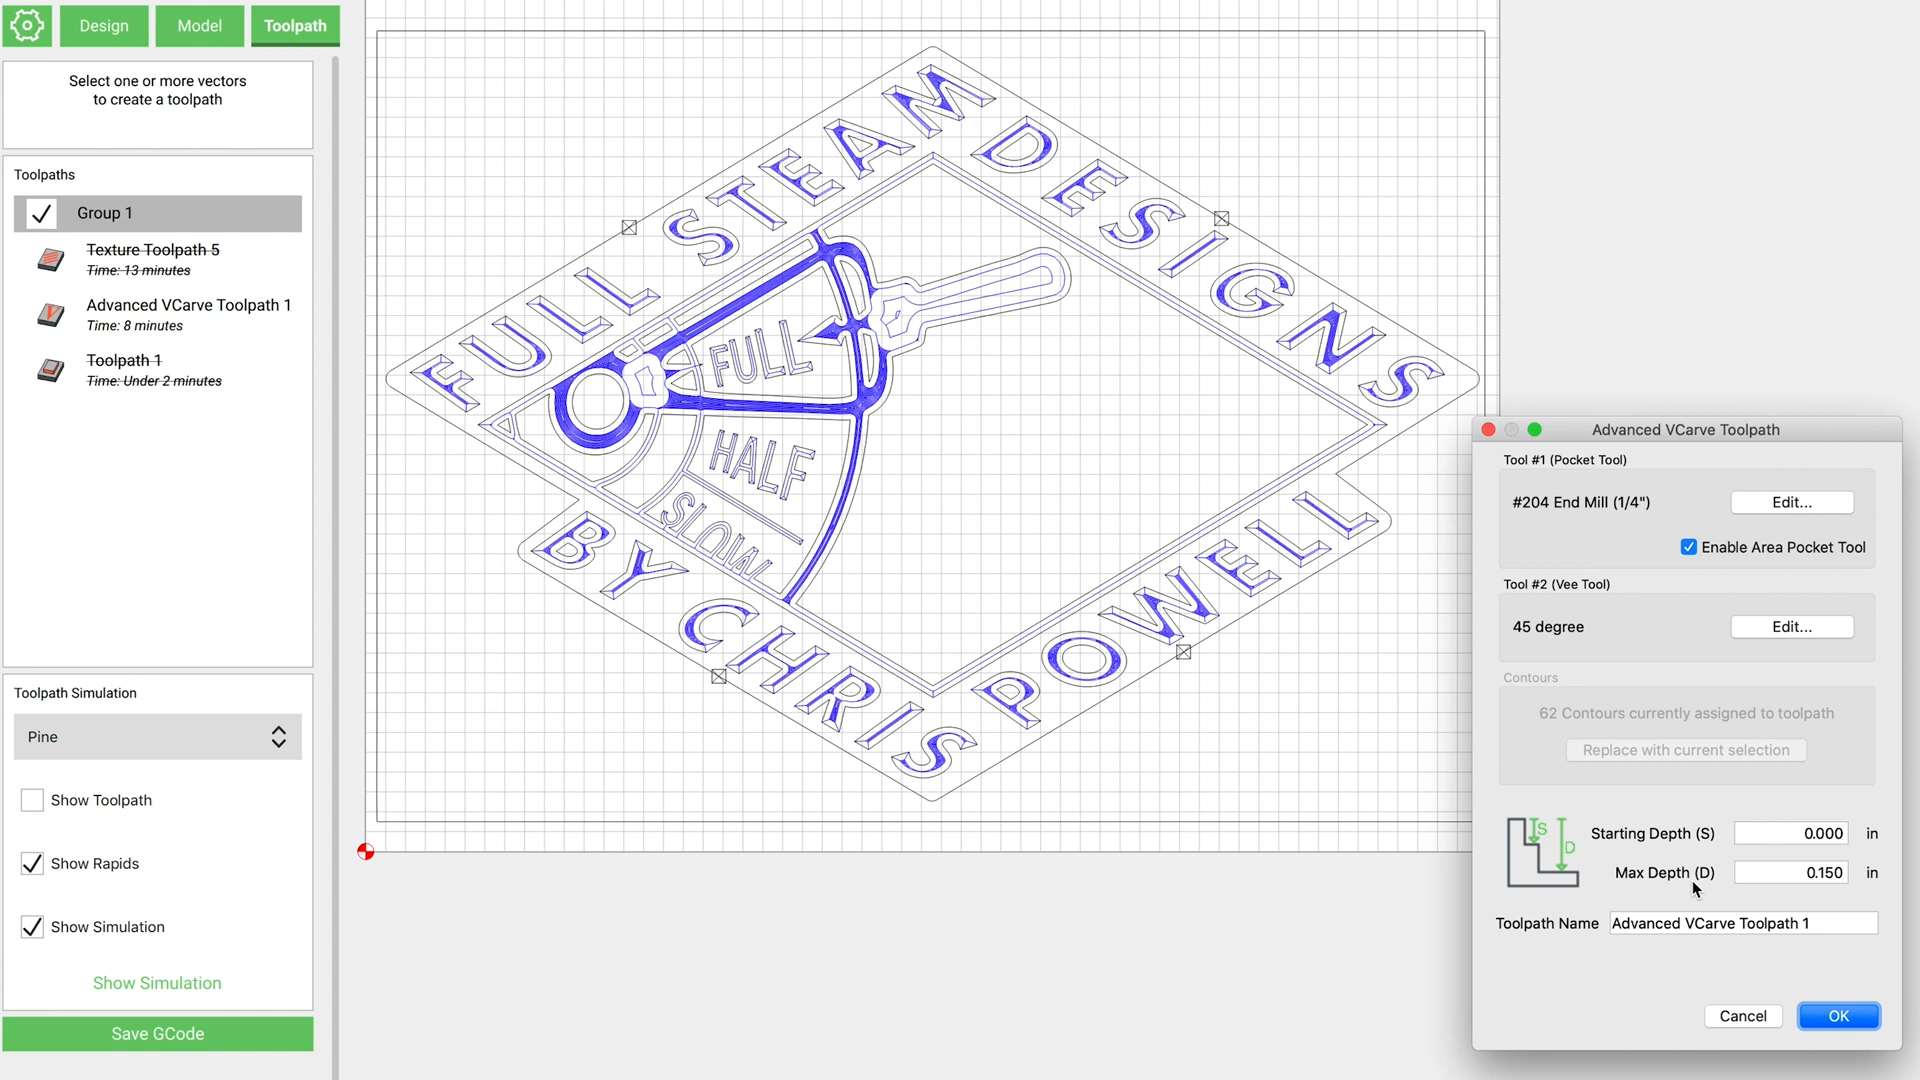 Design
Model
Toolpath
Select one or more vectors
to create a toolpath
Toolpaths
Group 1
Texture Toolpath 5
Time: 13 minutes
Advanced VCarve Toolpath 1
Time: 8 minutes
Toolpath 1
Time: Under 2 minutes
Toolpath Simulation
Pine
Show Toolpath
Show Rapids
Show Simulation
Show Simulation
Save GCode
FULL STEAM
DESIGNS
FULL
HALF
SLOW
BY CHRIS
POWELL
Advanced VCarve Toolpath
Tool #1 (Pocket Tool)
#204 End Mill (1/4")
Edit...
Enable Area Pocket Tool
Tool #2 (Vee Tool)
45 degree
Edit...
Contours
62 Contours currently assigned to toolpath
Replace with current selection
S
D
Starting Depth (S)
0.000
in
Max Depth (D)
0.150
in
Toolpath Name
Advanced VCarve Toolpath 1
Cancel
OK